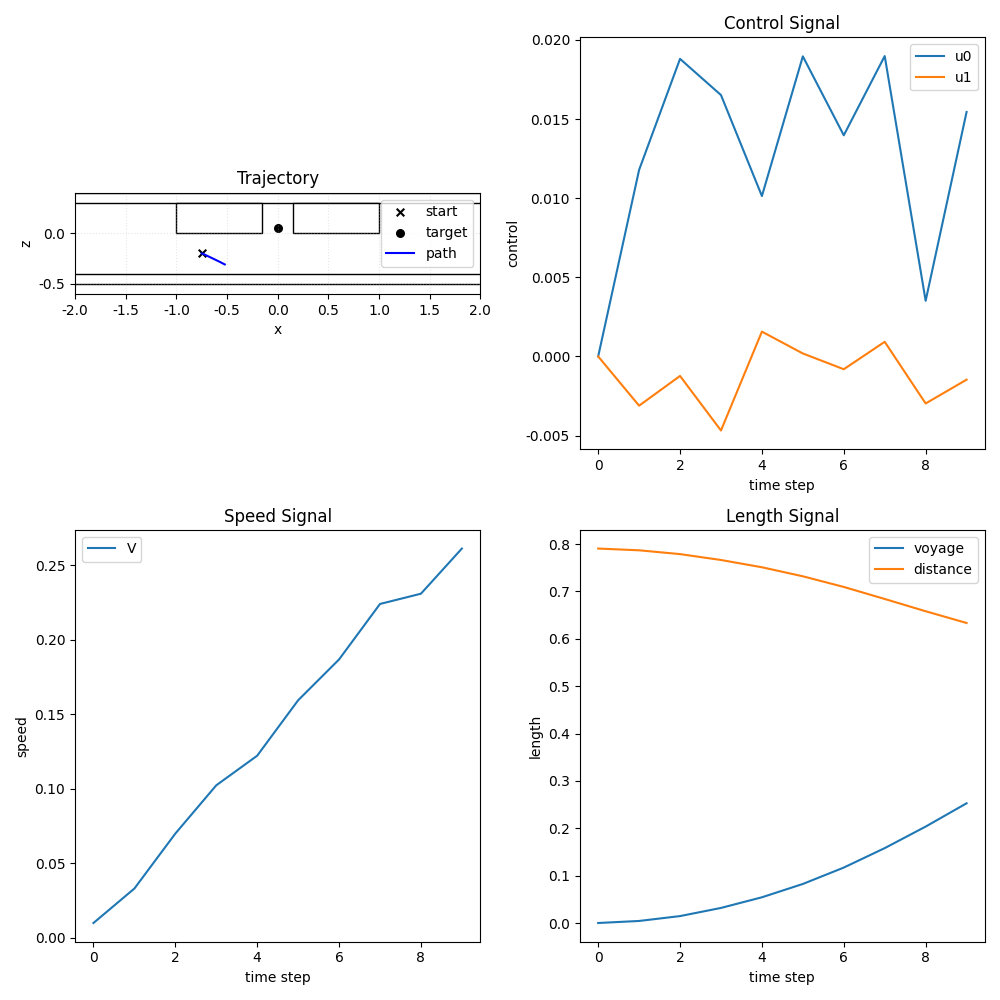 Trajectory
0.0
-0.5
z
start
target
path
-2.0 -1.5 -1.0 -0.5 0.0 0.5 1.0 1.5 2.0
x
Control Signal
0.020
0.015
0.010
0.005
0.000
-0.005
control
u0
u1
0 2 4 6 8
time step
Speed Signal
0.25
0.20
0.15
0.10
0.05
0.00
speed
V
0 2 4 6 8
time step
Length Signal
0.8
0.7
0.6
0.5
0.4
0.3
0.2
0.1
0.0
length
voyage
distance
0 2 4 6 8
time step